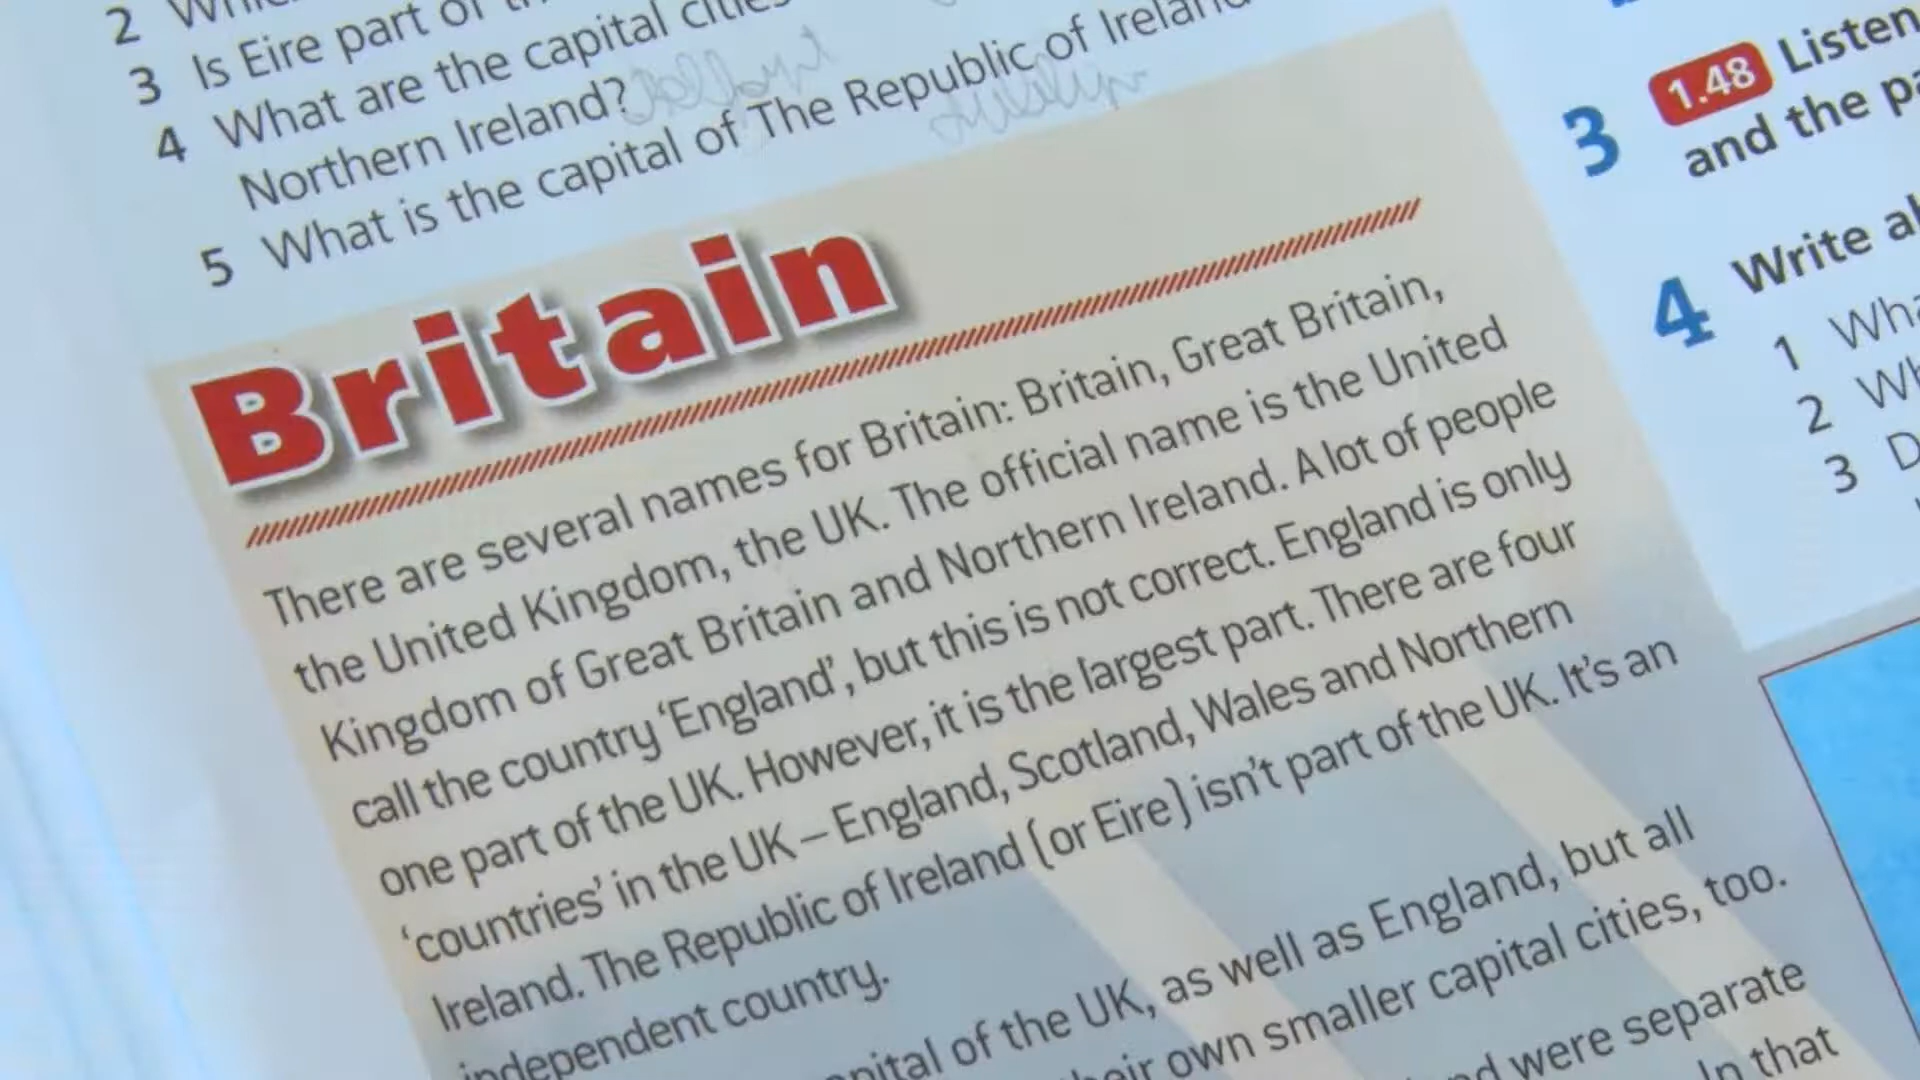 2
3 Is Eire part of
4 What are the capital cities
Northern Ireland?
5 What is the capital of The Republic of Ireland
Britain
There are several names for Britain: Britain, Great Britain,
the United Kingdom, the UK. The official name is the United
Kingdom of Great Britain and Northern Ireland. A lot of people
call the country ‘England’, but this is not correct. England is only
one part of the UK. However, it is the largest part. There are four
‘countries’ in the UK – England, Scotland, Wales and Northern
Ireland. The Republic of Ireland (or Eire) isn’t part of the UK. It’s an
independent country.
of the UK, as well as England, but all
own smaller capital cities, too.
were separate
In that
3 1.48 Listen
and the
4 Write
1
2
3